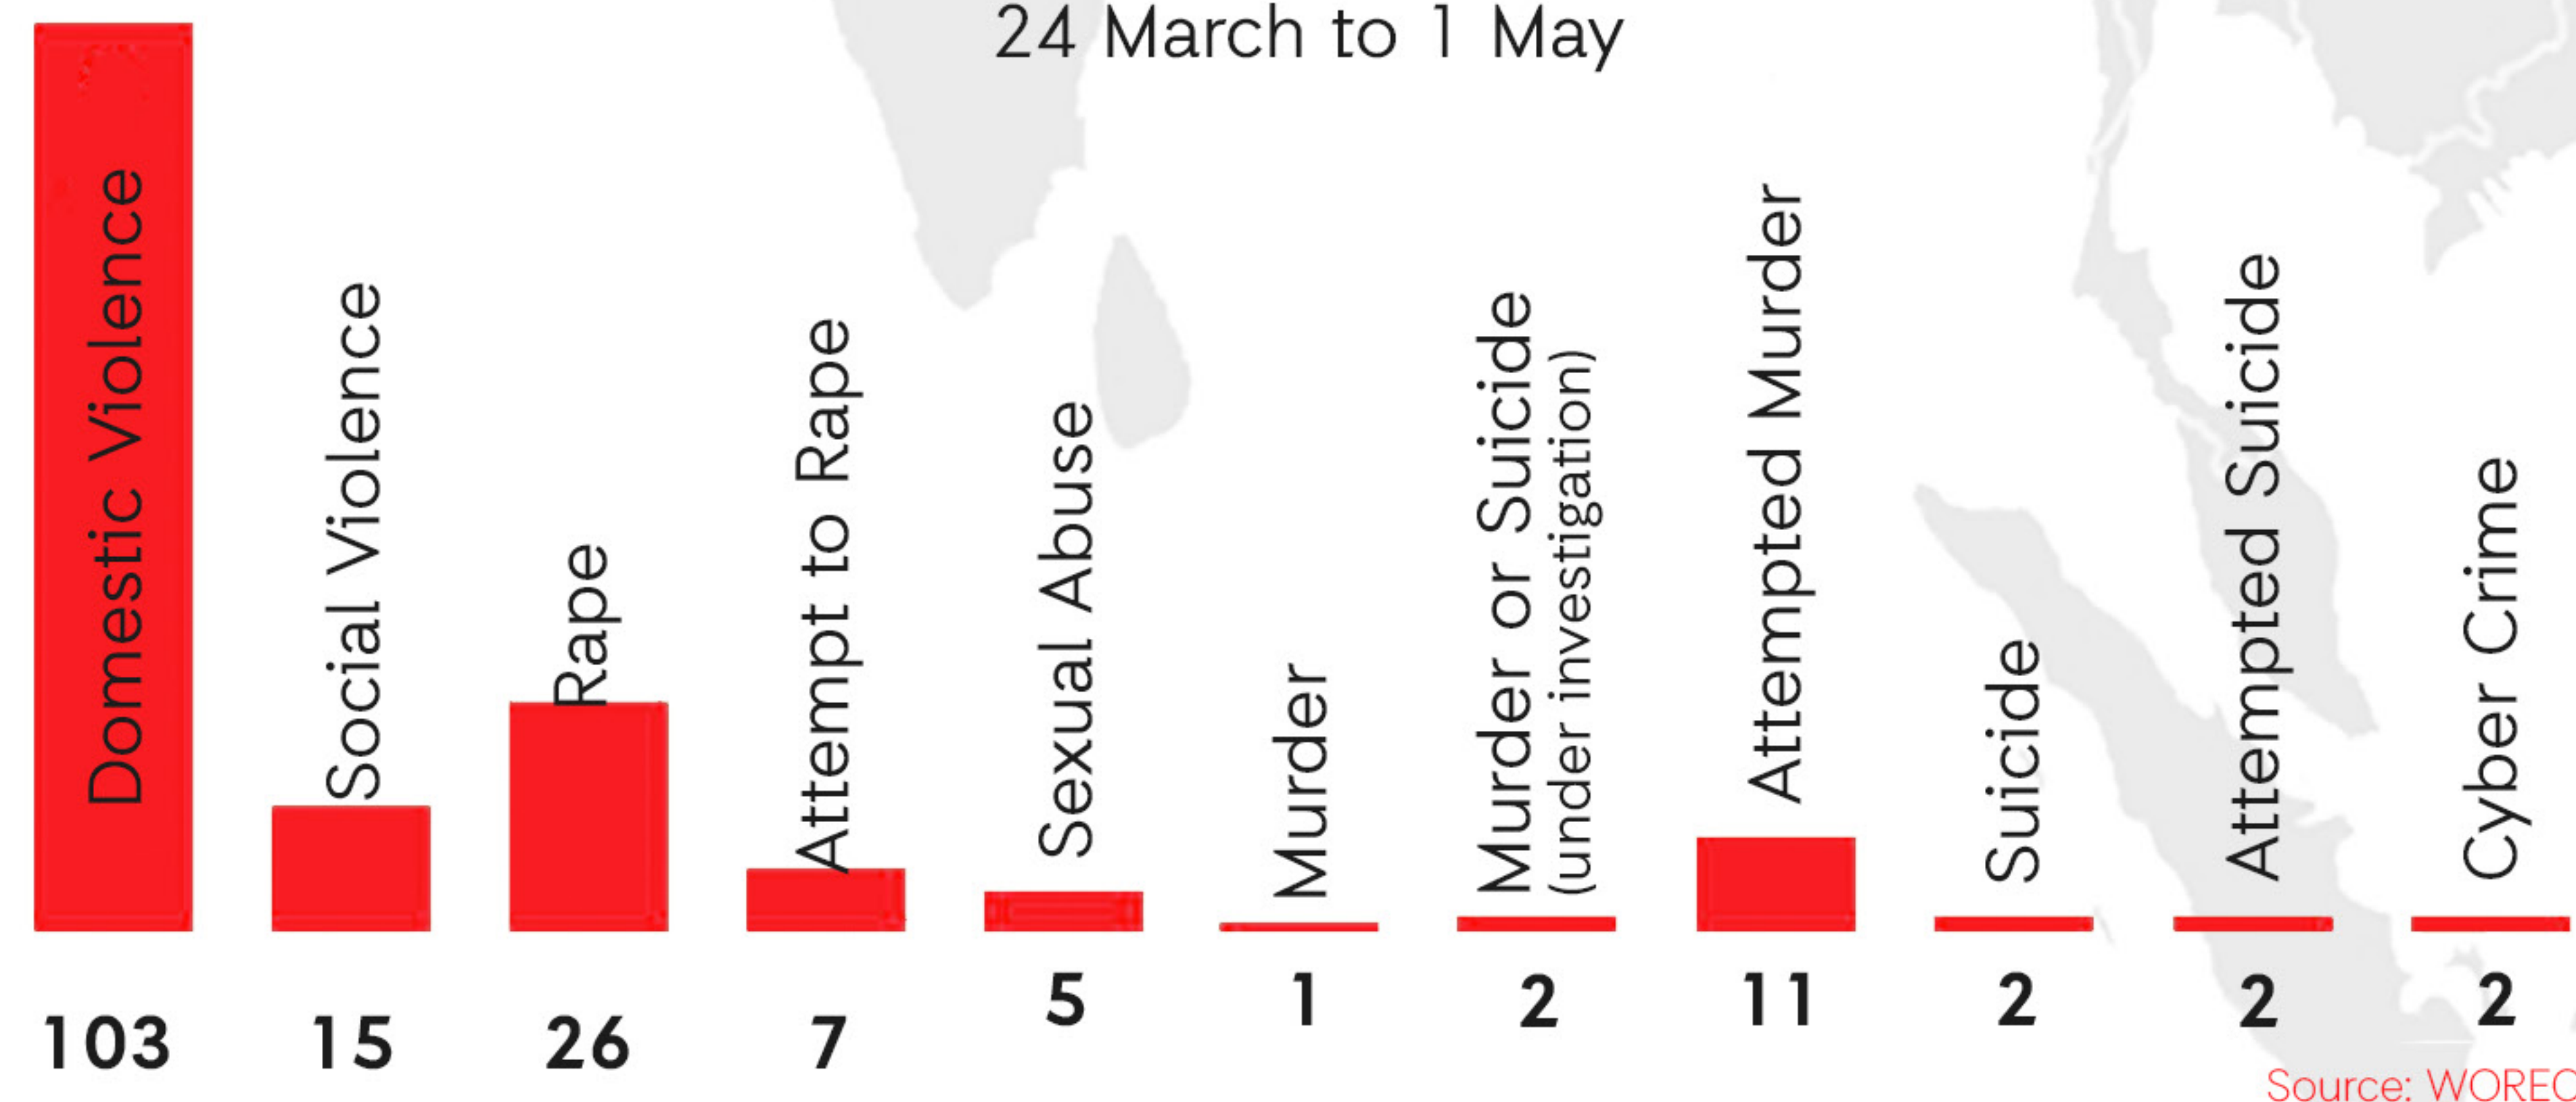 24 March to 1 May
Domestic Violence
Social Violence
Rape
Attempt to Rape
Sexual Abuse
Murder
Murder or Suicide
(under investigation)
Attempted Murder
Suicide
Attempted Suicide
Cyber Crime
103
15
26
7
5
1
2
11
2
2
2
Source: WOREC